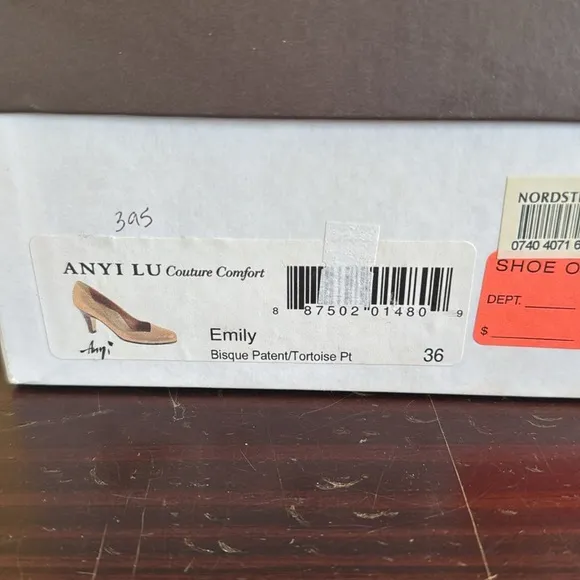 395
ANYI LU Couture Comfort
Anyi
8 87502 01480 9
Emily
Bisque Patent/Tortoise Pt
36
0740 4071 6
SHOE O
DEPT.
$